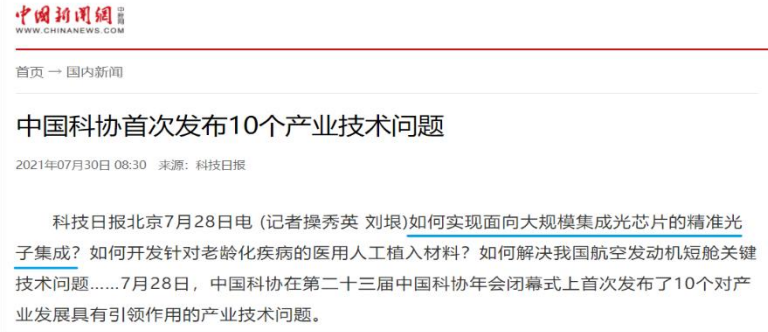 中国新闻网
中新网
WWW.CHINANEWS.COM
首页 → 国内新闻
中国科协首次发布10个产业技术问题
2021年07月30日 08:30 来源：科技日报
科技日报北京7月28日电 (记者操秀英 刘垠)如何实现面向大规模集成光芯片的精准光
子集成？如何开发针对老龄化疾病的医用人工植入材料？如何解决我国航空发动机短舱关键
技术问题……7月28日，中国科协在第二十三届中国科协年会闭幕式上首次发布了10个对产
业发展具有引领作用的产业技术问题。